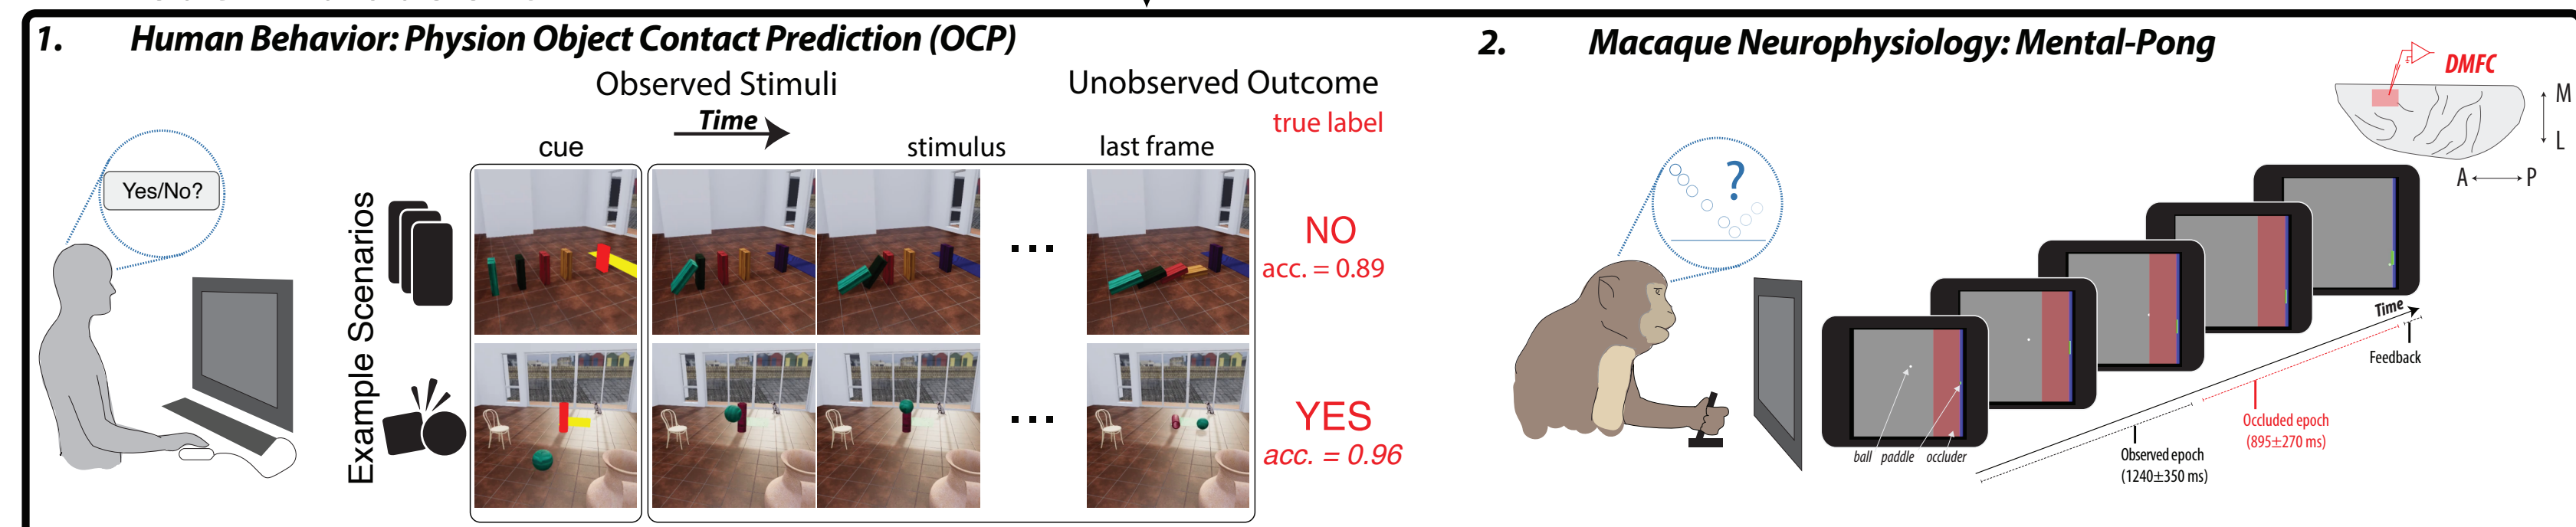 1. Human Behavior: Physion Object Contact Prediction (OCP)
Observed Stimuli
Unobserved Outcome
Time
true label
cue
stimulus
last frame
Yes/No?
Example Scenarios
...
NO
acc. = 0.89
...
YES
acc. = 0.96
2. Macaque Neurophysiology: Mental-Pong
DMFC
M
L
A
P
?
Time
Feedback
Occluded epoch
(895±270 ms)
Observed epoch
(1240±350 ms)
ball paddle occluder